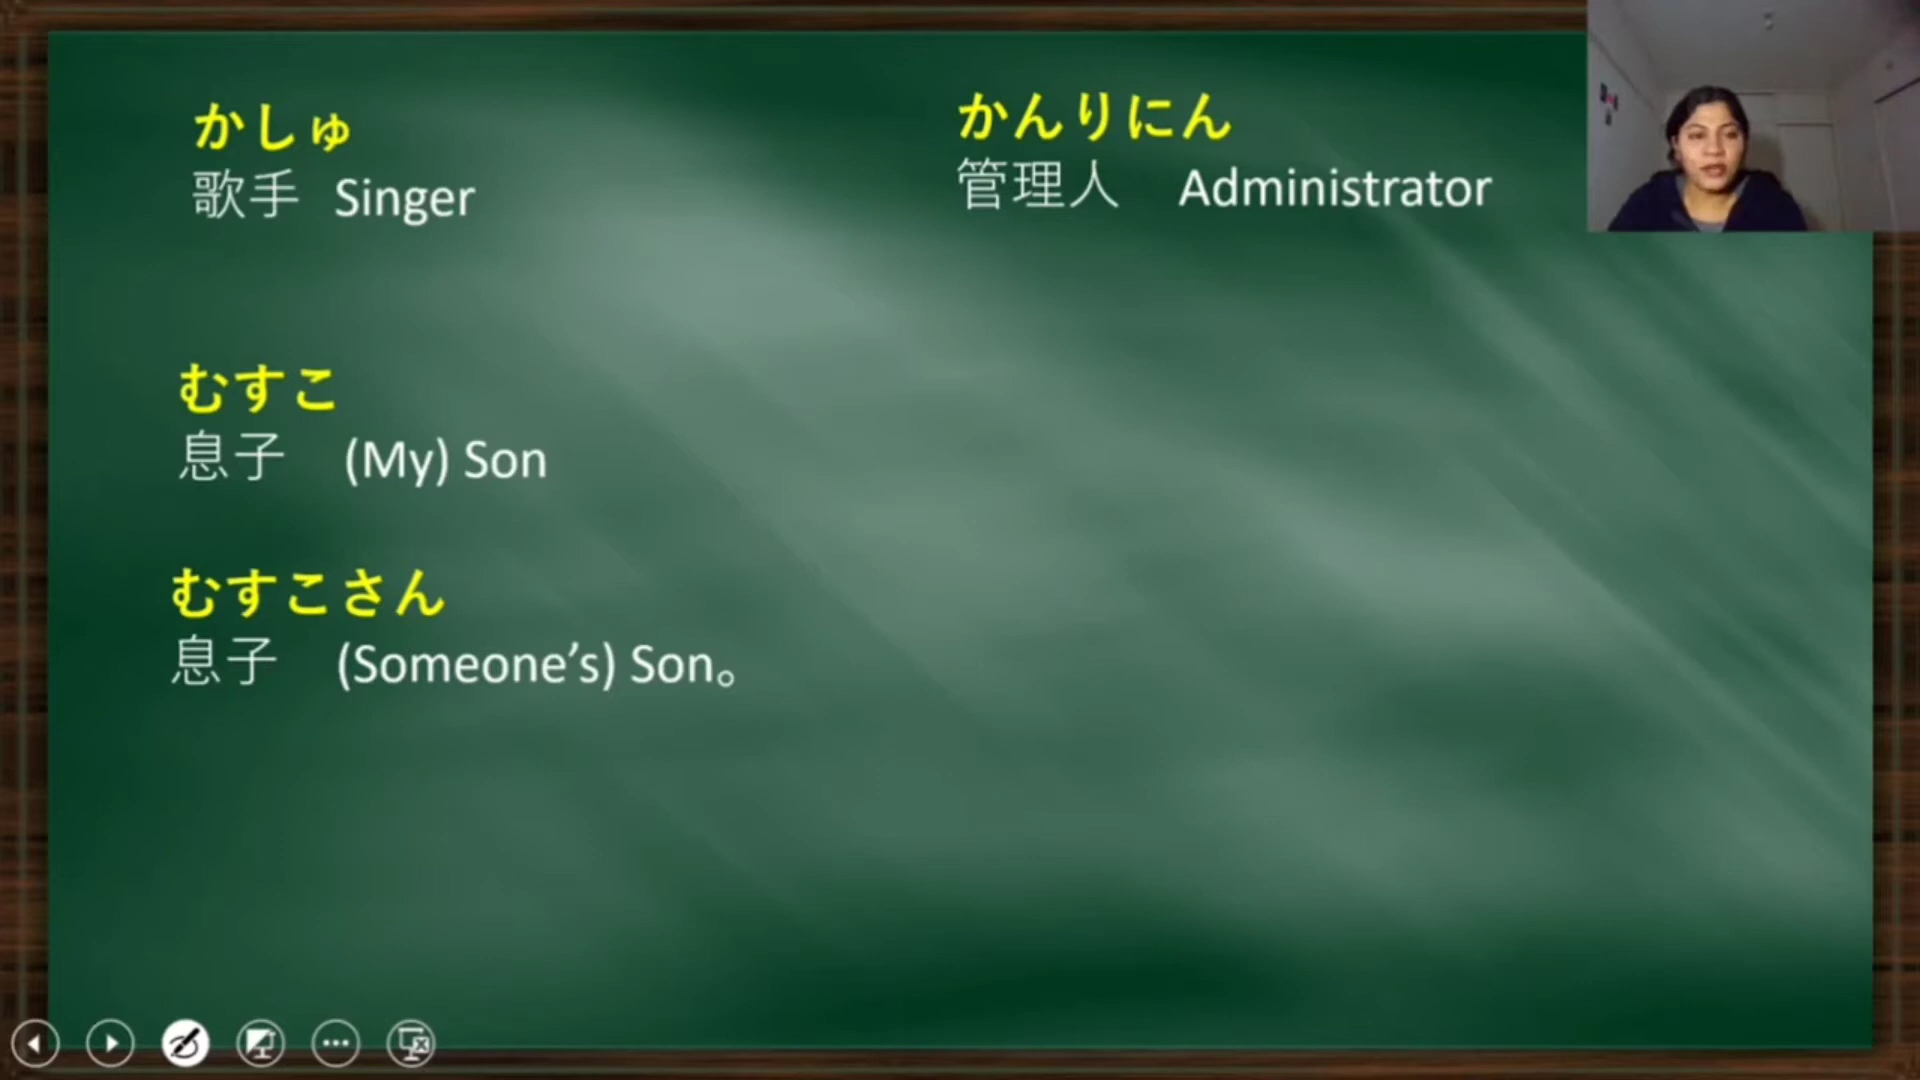 かしゅ
歌手 Singer
かんりにん
管理人 Administrator
むすこ
息子 (My) Son
むすこさん
息子 (Someone’s) Son。